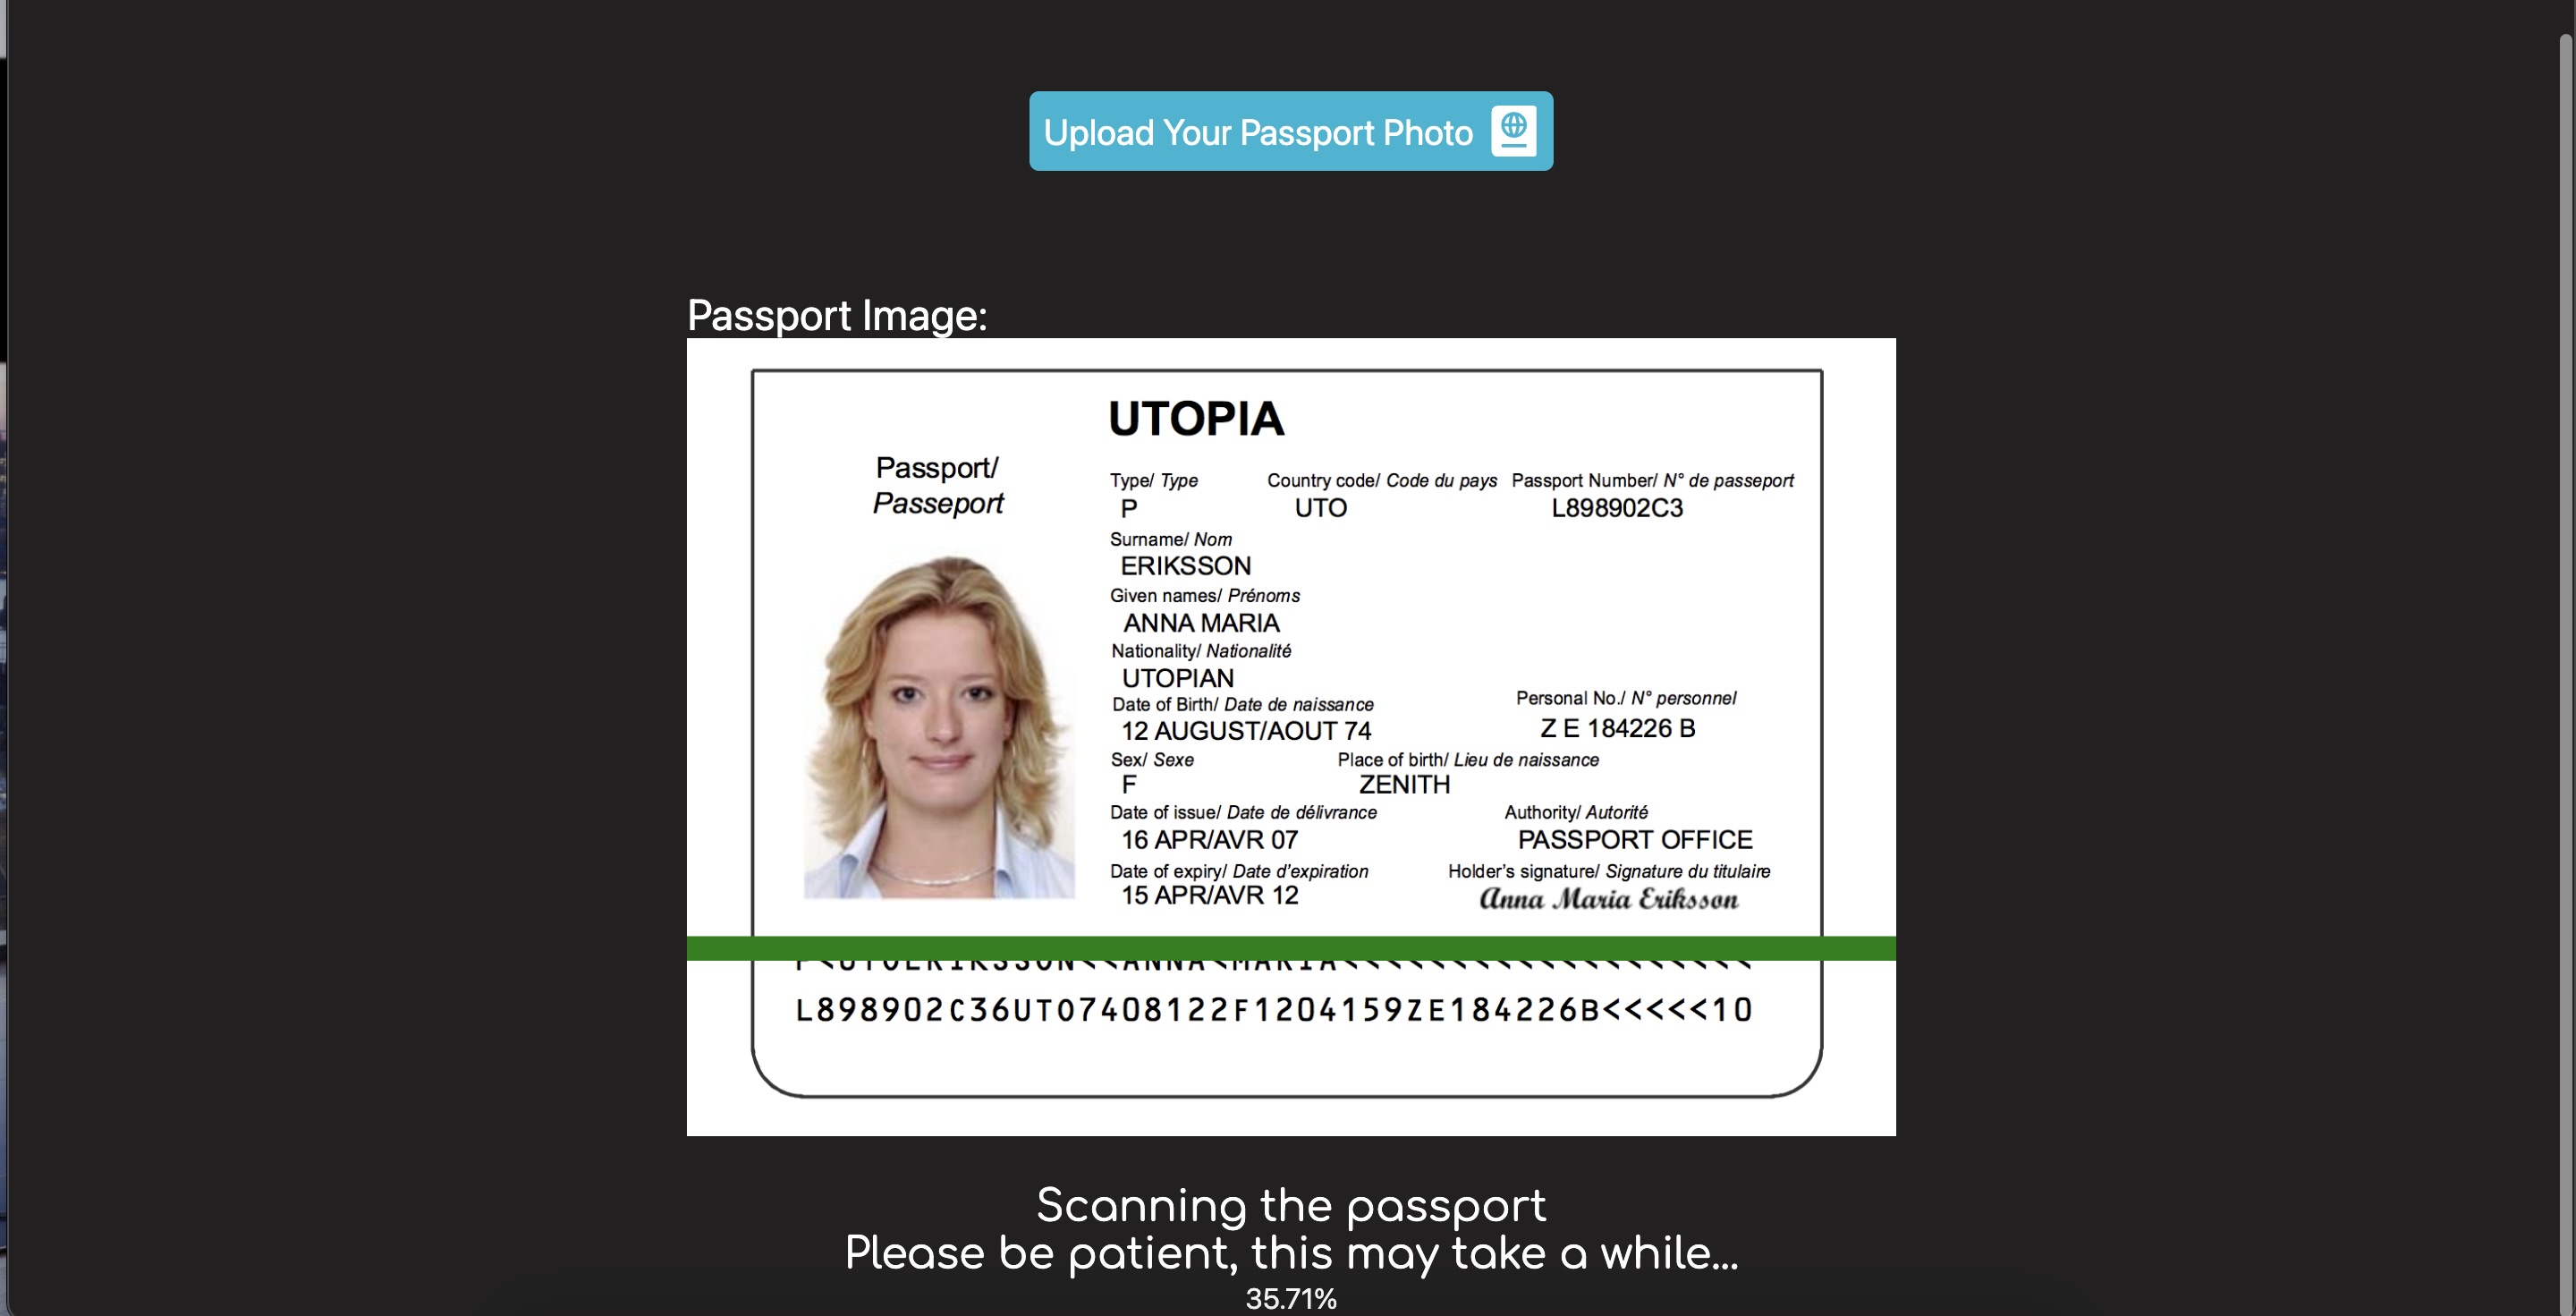 Upload Your Passport Photo
Passport Image:
UTOPIA
Passport/
Passeport
Type/ Type Country code/ Code du pays Passport Number/ N° de passeport
P UTO L898902C3
Surname/ Nom
ERIKSSON
Given names/ Prénoms
ANNA MARIA
Nationality/ Nationalité
UTOPIAN
Date of Birth/ Date de naissance Personal No./ N° personnel
12 AUGUST/AOUT 74 Z E 184226 B
Sex/ Sexe Place of birth/ Lieu de naissance
F ZENITH
Date of issue/ Date de délivrance Authority/ Autorité
16 APR/AVR 07 PASSPORT OFFICE
Date of expiry/ Date d'expiration Holder's signature/ Signature du titulaire
15 APR/AVR 12 Anna Maria Eriksson
P<UTOERIKSSON<<ANNA<MARIA<<<<<<<<<<<<<<<<<<<
L898902C36UTO7408122F1204159ZE184226B<<<<<10
Scanning the passport
Please be patient, this may take a while...
35.71%